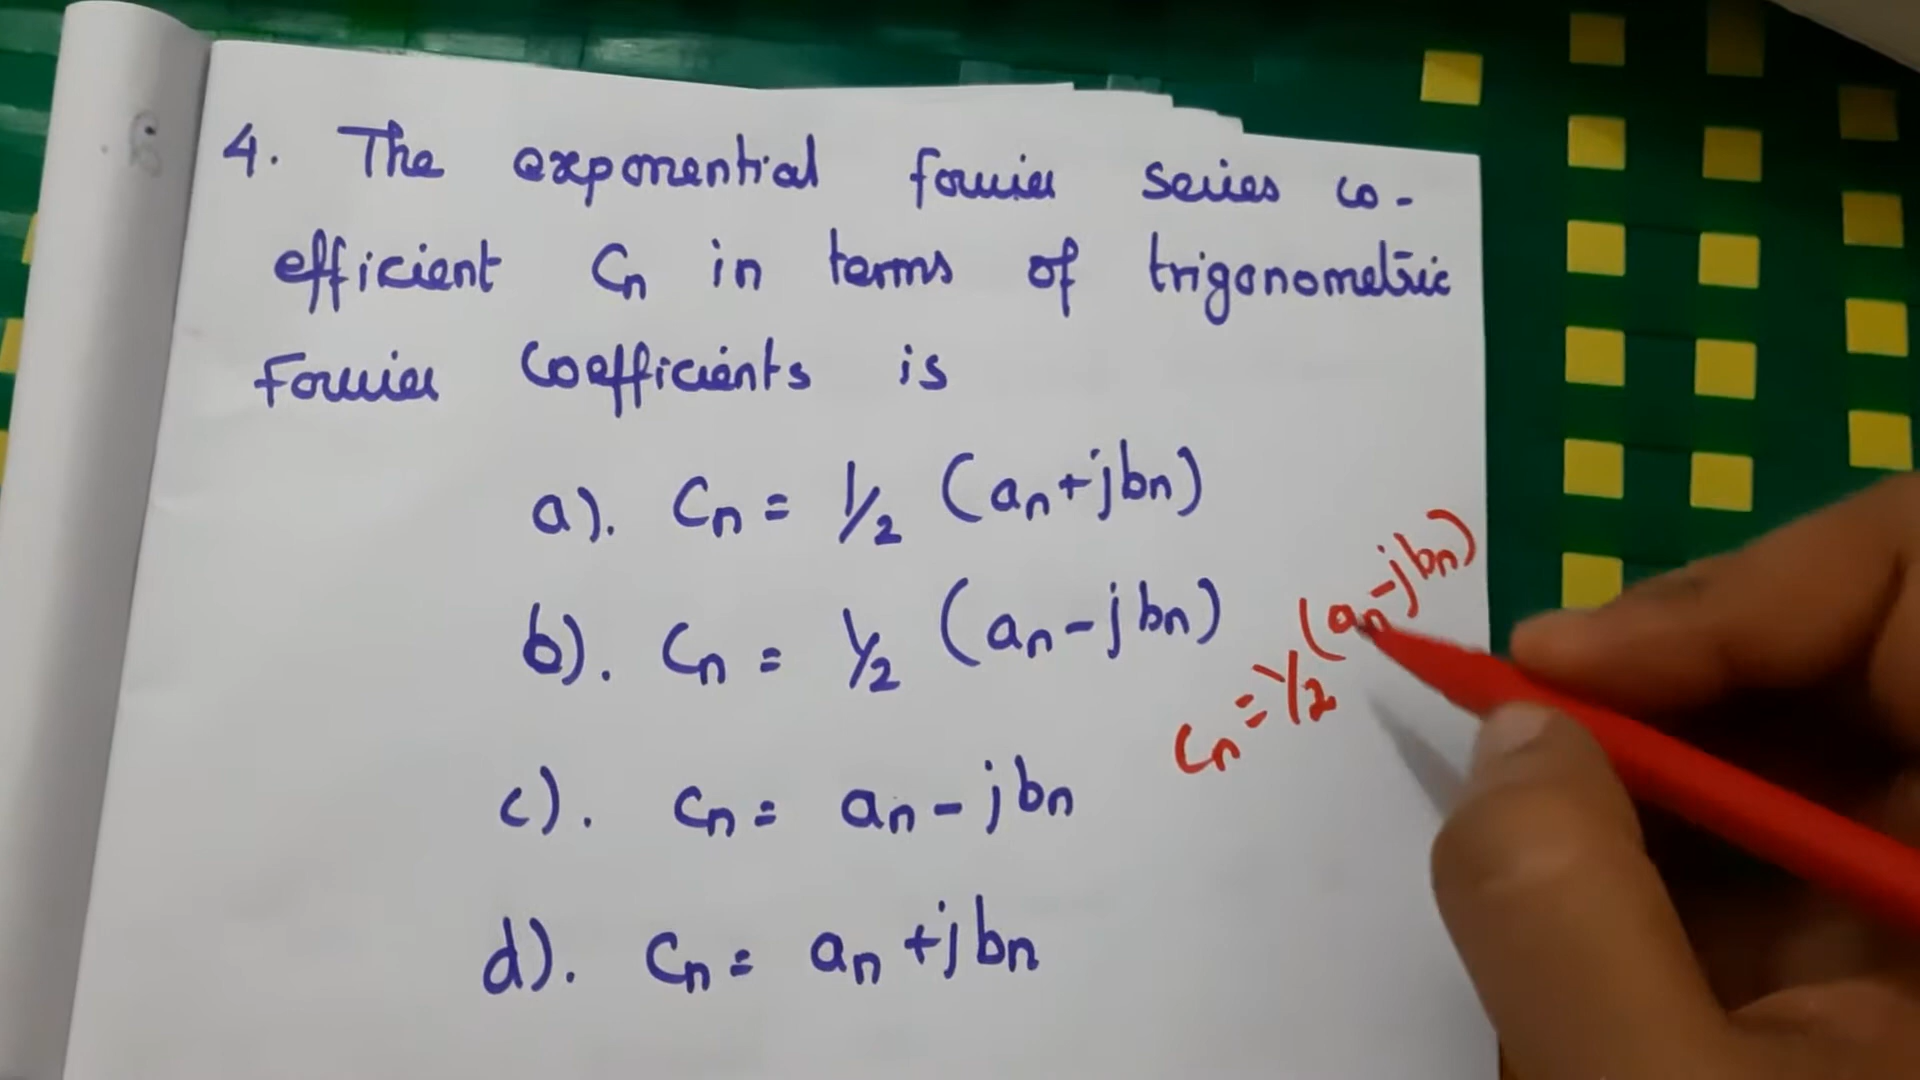 4. The exponential fourier series co-
efficient Cn in terms of trigonometric
Fourier Coefficients is
a). Cn = 1/2 (an+jbn)
b). Cn = 1/2 (an-jbn)
Cn = 1/2 (an-jbn)
c). Cn = an-jbn
d). Cn = an+jbn